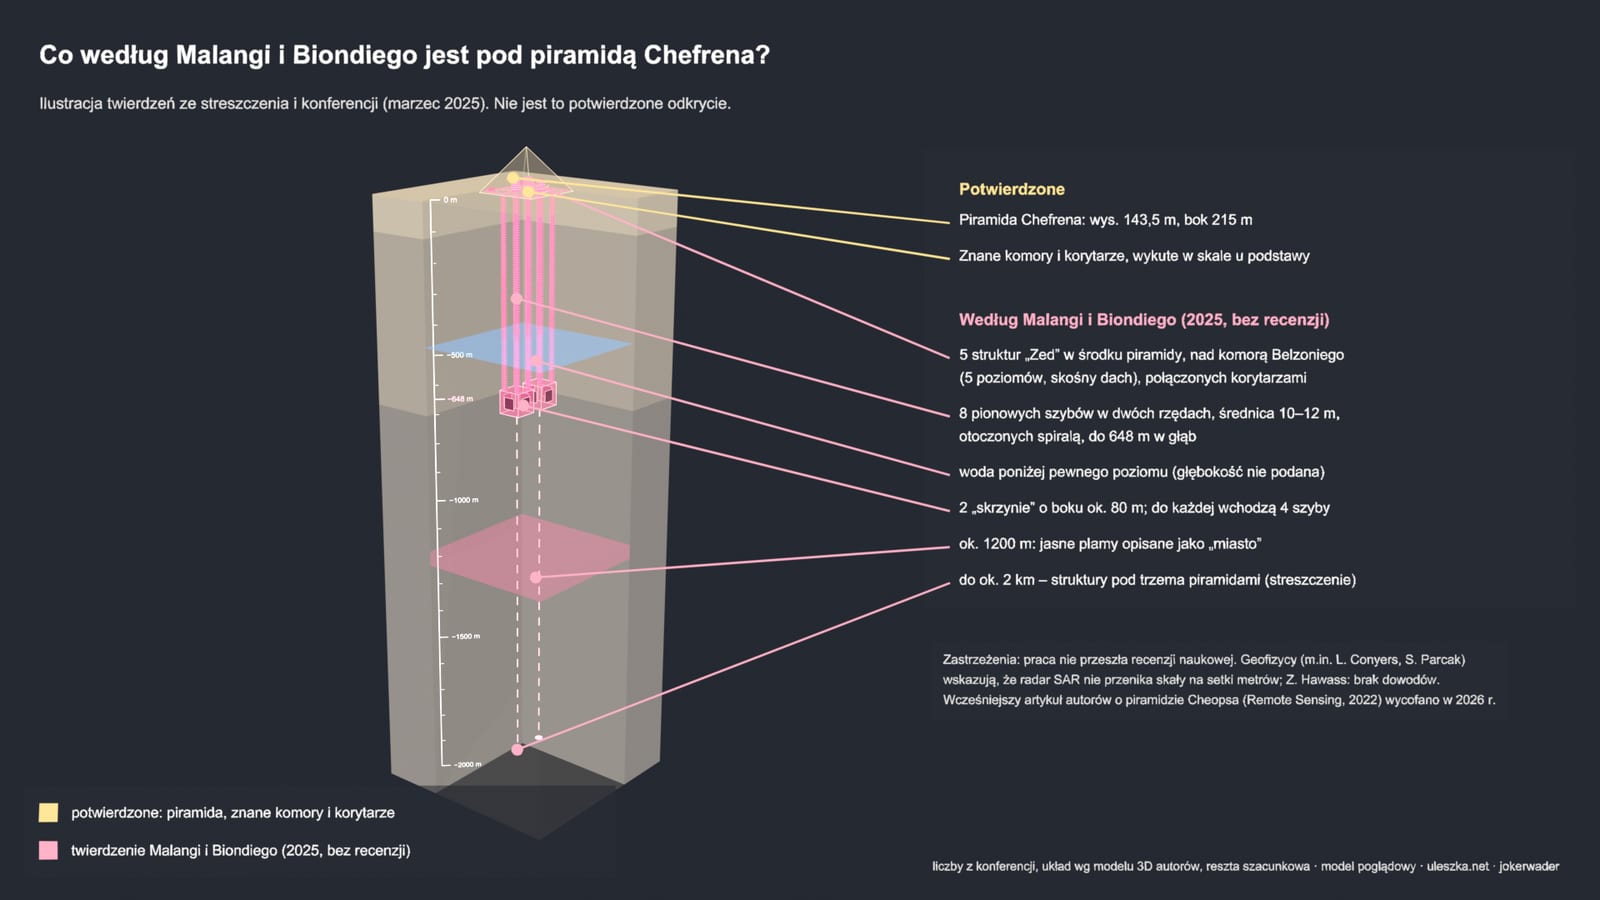 Co według Malangi i Biondiego jest pod piramidą Chefrena?
Ilustracja twierdzeń ze streszczenia i konferencji (marzec 2025). Nie jest to potwierdzone odkrycie.
0 m
−500 m
−648 m
−1000 m
−1500 m
−2000 m
Potwierdzone
Piramida Chefrena: wys. 143,5 m, bok 215 m
Znane komory i korytarze, wykute w skale u podstawy
Według Malangi i Biondiego (2025, bez recenzji)
5 struktur „Zed” w środku piramidy, nad komorą Belzoniego
(5 poziomów, skośny dach), połączonych korytarzami
8 pionowych szybów w dwóch rzędach, średnica 10–12 m,
otoczonych spiralą, do 648 m w głąb
woda poniżej pewnego poziomu (głębokość nie podana)
2 „skrzynie” o boku ok. 80 m; do każdej wchodzą 4 szyby
ok. 1200 m: jasne plamy opisane jako „miasto”
do ok. 2 km – struktury pod trzema piramidami (streszczenie)
Zastrzeżenia: praca nie przeszła recenzji naukowej. Geofizycy (m.in. L. Conyers, S. Parcak)
wskazują, że radar SAR nie przenika skały na setki metrów; Z. Hawass: brak dowodów.
Wcześniejszy artykuł autorów o piramidzie Cheopsa (Remote Sensing, 2022) wycofano w 2026 r.
potwierdzone: piramida, znane komory i korytarze
twierdzenie Malangi i Biondiego (2025, bez recenzji)
liczby z konferencji, układ wg modelu 3D autorów, reszta szacunkowa · model poglądowy · uleszka.net · jokerwader